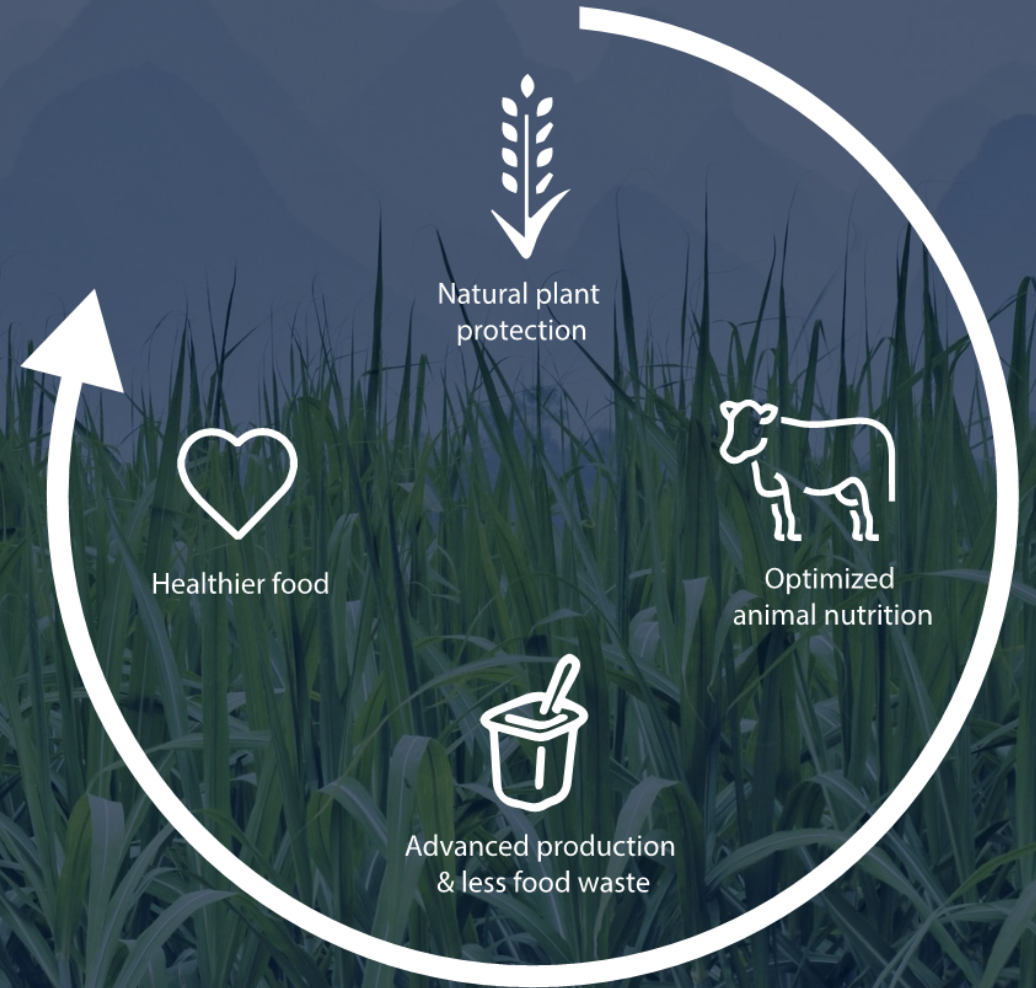 Natural plant
protection
Optimized
animal nutrition
Advanced production
& less food waste
Healthier food